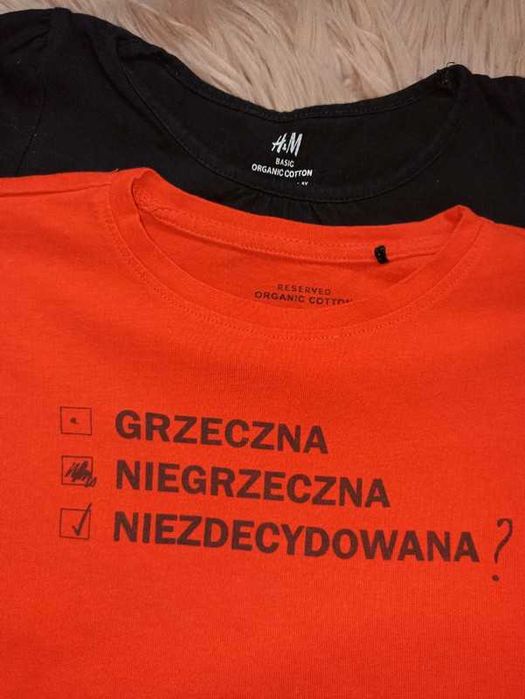 H&M
BASIC
ORGANIC COTTON
RESERVED
ORGANIC COTTON
GRZECZNA
NIEGRZECZNA
NIEZDECYDOWANA ?